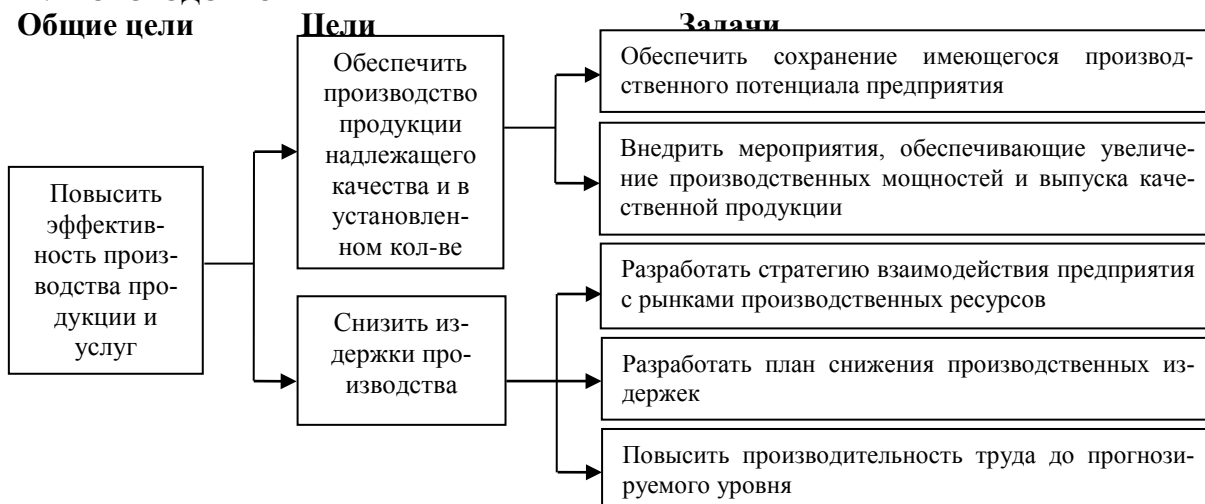 Общие цели
Цели
Задачи
Повысить
эффектив-
ность произ-
водства про-
дукции и
услуг
Обеспечить
производство
продукции
надлежащего
качества и в
установлен-
ном кол-ве
Снизить из-
держки про-
изводства
Обеспечить сохранение имеющегося производ-
ственного потенциала предприятия
Внедрить мероприятия, обеспечивающие увеличе-
ние производственных мощностей и выпуска каче-
ственной продукции
Разработать стратегию взаимодействия предприятия
с рынками производственных ресурсов
Разработать план снижения производственных из-
держек
Повысить производительность труда до прогнози-
руемого уровня